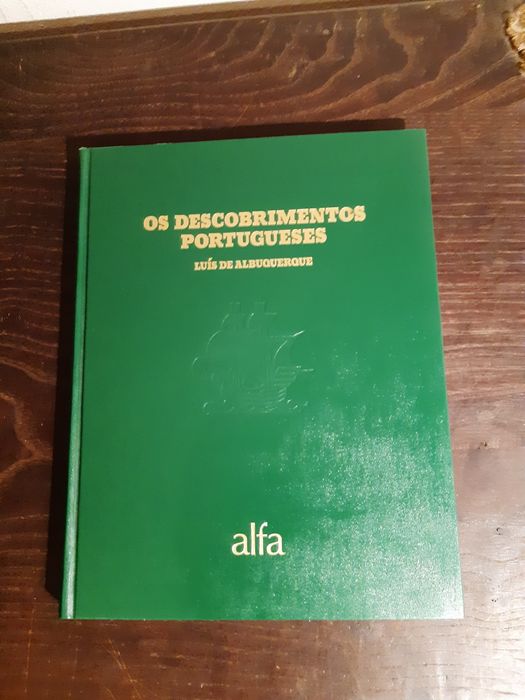 OS DESCOBRIMENTOS
PORTUGUESES
LUÍS DE ALBUQUERQUE
alfa